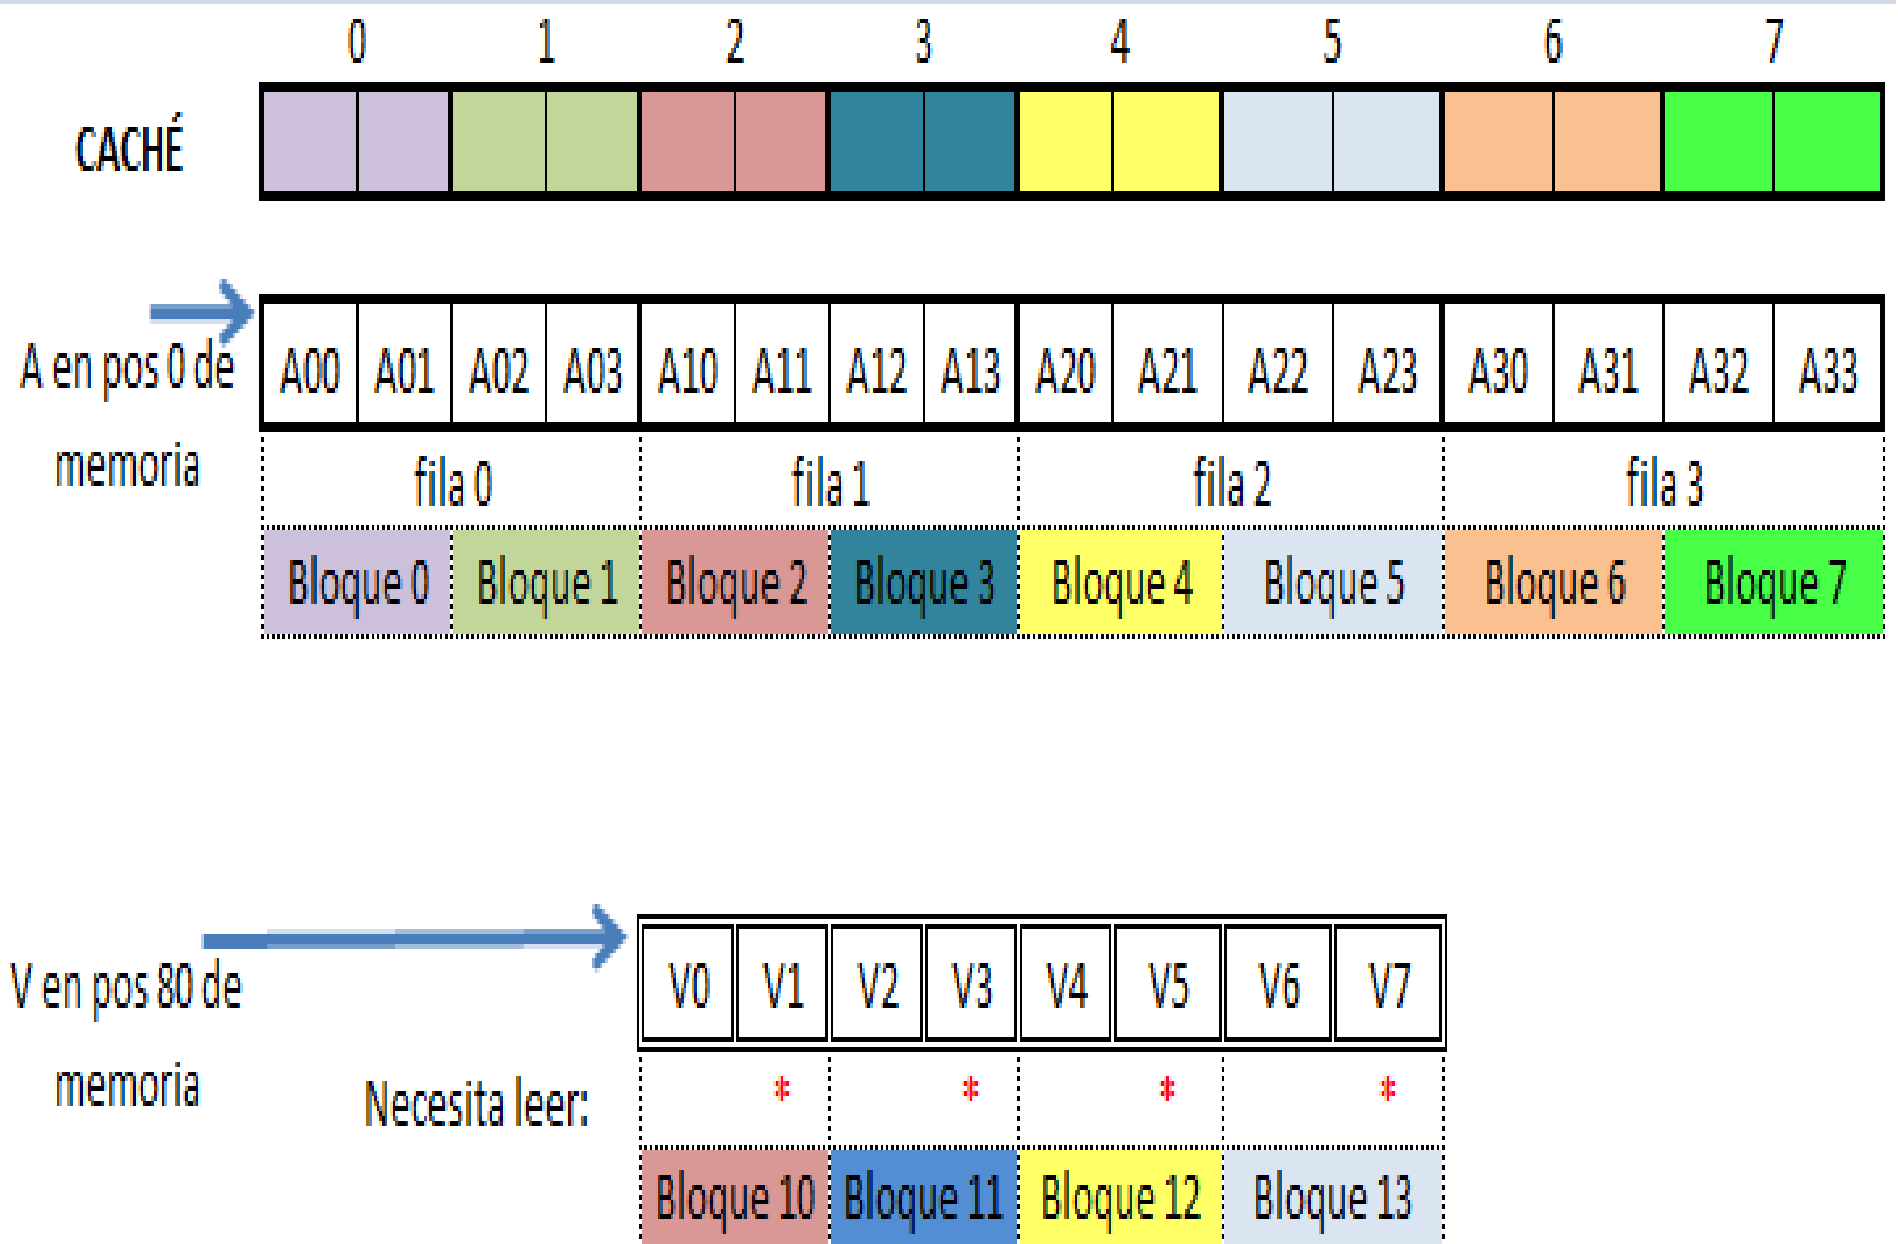 0 1 2 3 4 5 6 7
CACHÉ
A en pos 0 de
memoria
A00 A01 A02 A03 A10 A11 A12 A13 A20 A21 A22 A23 A30 A31 A32 A33
fila 0 fila 1 fila 2 fila 3
Bloque 0 Bloque 1 Bloque 2 Bloque 3 Bloque 4 Bloque 5 Bloque 6 Bloque 7
V en pos 80 de
memoria
V0 V1 V2 V3 V4 V5 V6 V7
Necesita leer: * * * *
Bloque 10 Bloque 11 Bloque 12 Bloque 13